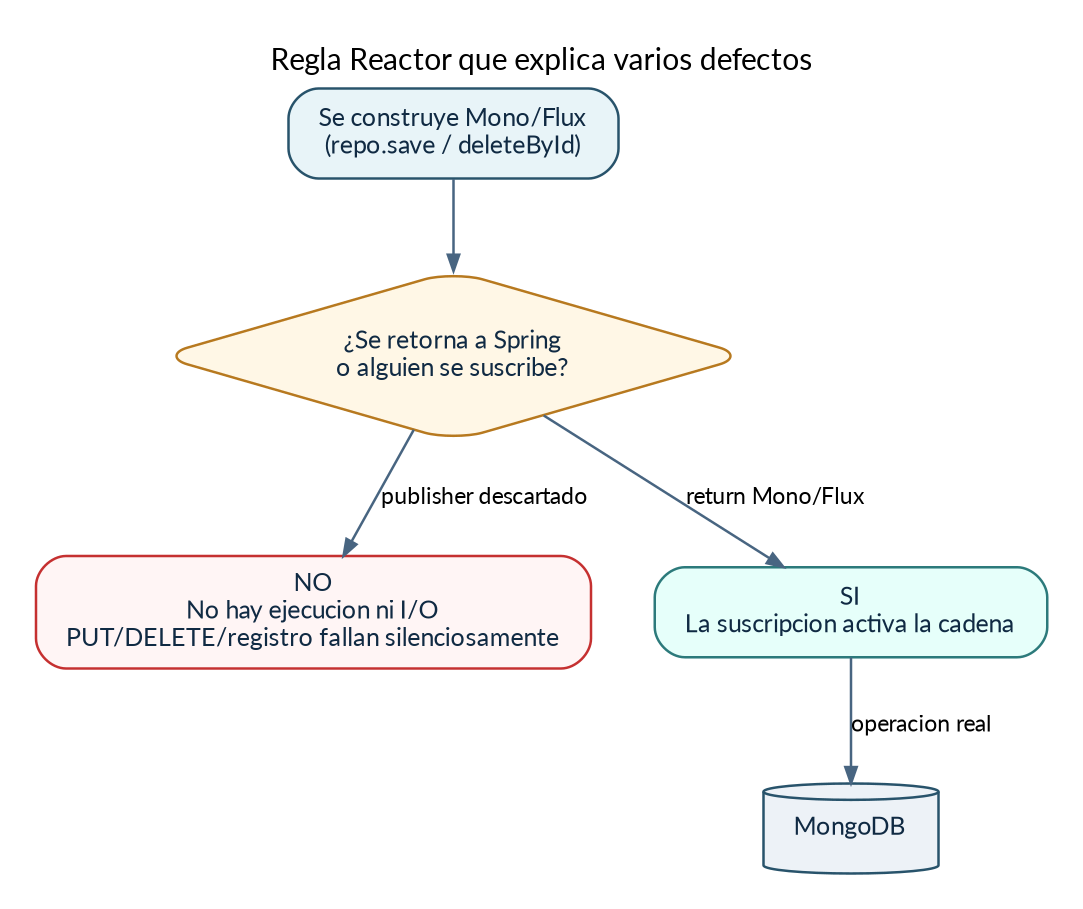 Regla Reactor que explica varios defectos
Se construye Mono/Flux
(repo.save / deleteById)
¿Se retorna a Spring
o alguien se suscribe?
publisher descartado
return Mono/Flux
NO
No hay ejecucion ni I/O
PUT/DELETE/registro fallan silenciosamente
SI
La suscripcion activa la cadena
operacion real
MongoDB